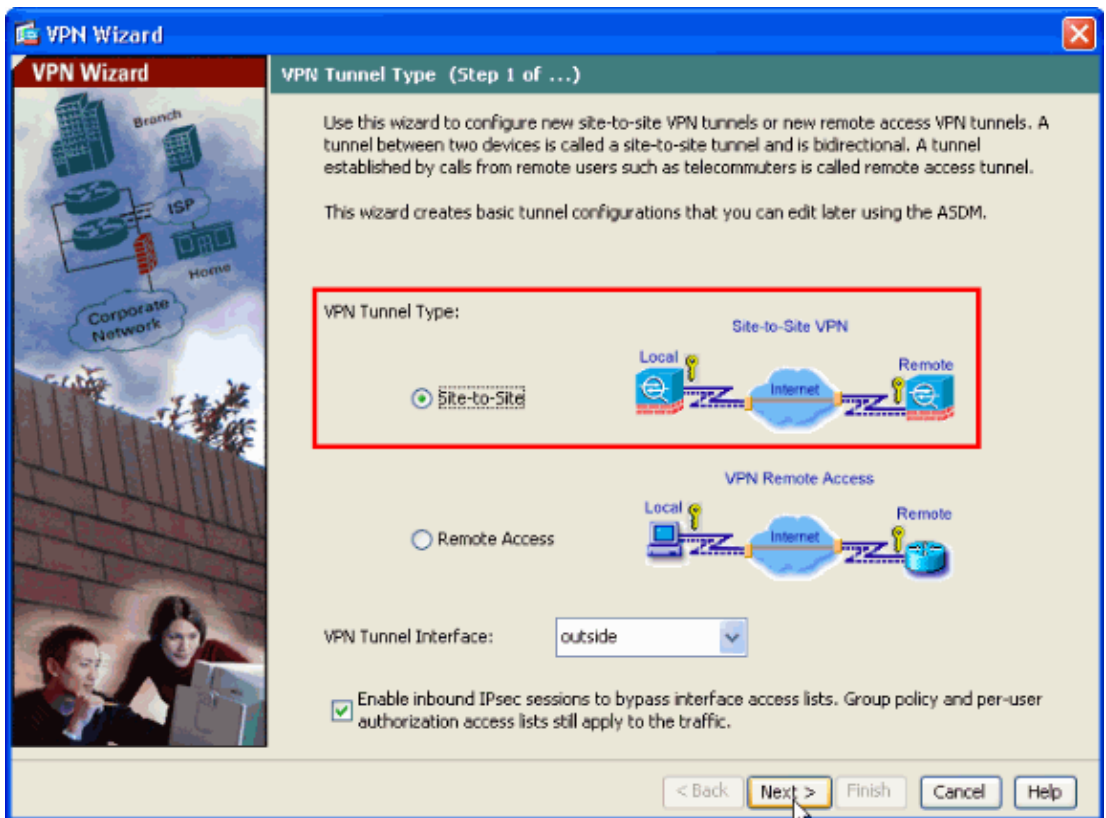 VPN Wizard
VPN Wizard
Branch
ISP
Home
Corporate
Network
VPN Tunnel Type (Step 1 of ...)
Use this wizard to configure new site-to-site VPN tunnels or new remote access VPN tunnels. A
tunnel between two devices is called a site-to-site tunnel and is bidirectional. A tunnel
established by calls from remote users such as telecommuters is called remote access tunnel.
This wizard creates basic tunnel configurations that you can edit later using the ASDM.
VPN Tunnel Type:
Site-to-Site VPN
Local
Remote
Internet
Site-to-Site
VPN Remote Access
Local
Remote
Internet
Remote Access
VPN Tunnel Interface: outside
Enable inbound IPsec sessions to bypass interface access lists. Group policy and per-user
authorization access lists still apply to the traffic.
< Back Next > Finish Cancel Help